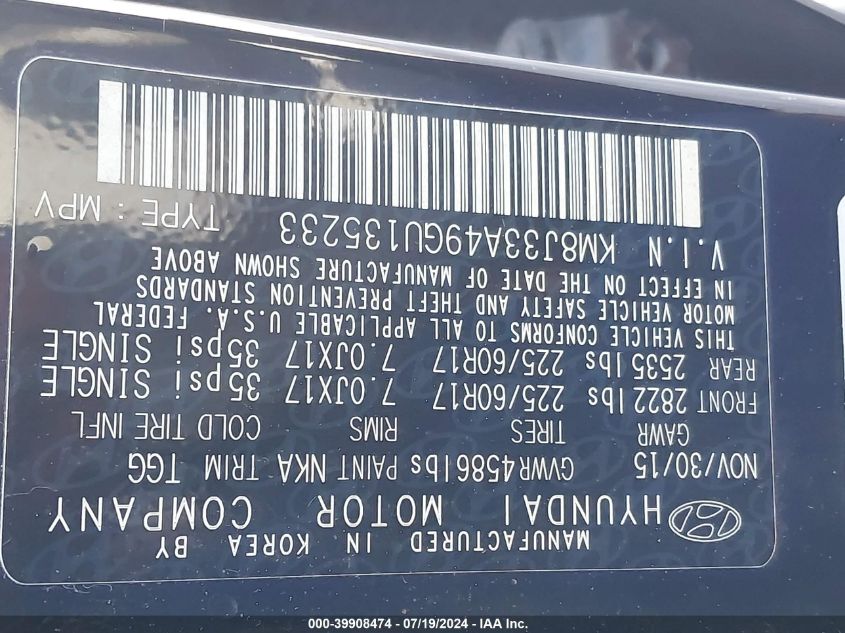 MANUFACTURED IN KOREA BY
HYUNDAI MOTOR COMPANY
NOV/30/15 GVWR4586lbs PAINT NKA TRIM TGG
GAWR TIRES RIMS COLD TIRE INFL
FRONT 2822lbs 225/60R17 7.0JX17 35psi SINGLE
REAR 2535lbs 225/60R17 7.0JX17 35psi SINGLE
THIS VEHICLE CONFORMS TO ALL APPLICABLE U.S.A. FEDERAL
MOTOR VEHICLE SAFETY AND THEFT PREVENTION STANDARDS
IN EFFECT ON THE DATE OF MANUFACTURE SHOWN ABOVE
V.I.N KM8J33A49GU135233 TYPE : MPV
000-39908474 - 07/19/2024 - IAA Inc.